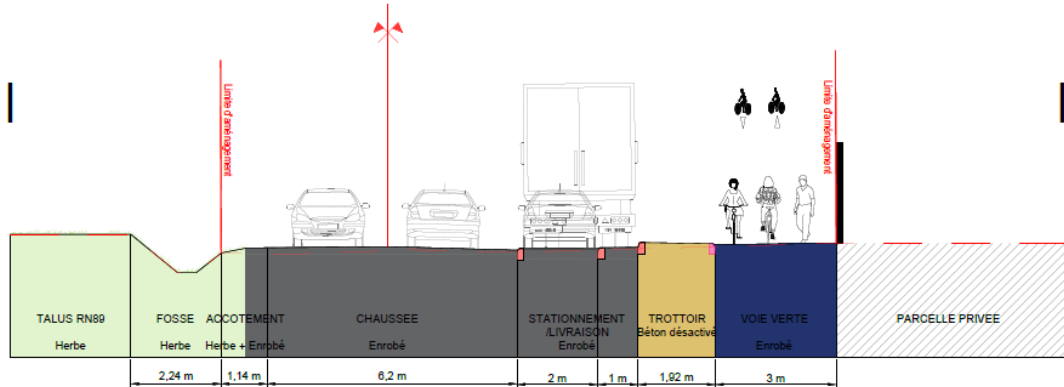 Limite d'aménagement
Limite d'aménagement
TALUS RN89
Herbe
FOSSE
Herbe
ACCOTEMENT
Herbe + Enrobé
CHAUSSEE
Enrobé
STATIONNEMENT
/LIVRAISON
Enrobé
TROTTOIR
Béton désactivé
VOIE VERTE
Enrobé
PARCELLE PRIVEE
2,24 m
1,14 m
6,2 m
2 m
1 m
1,92 m
3 m